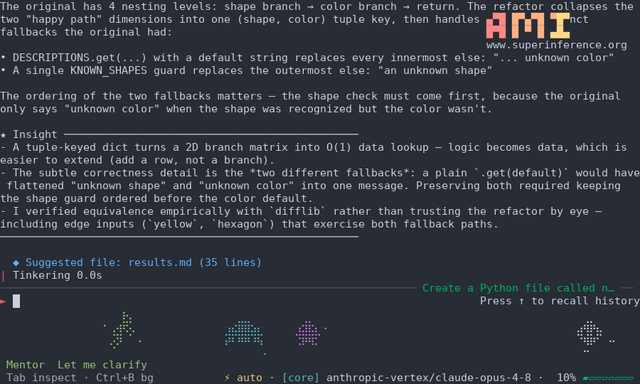 The original has 4 nesting levels: shape branch → color branch → return. The refactor collapses the
two "happy path" dimensions into one (shape, color) tuple key, then handles nct
fallbacks the original had:
AMI
www.superinference.org
• DESCRIPTIONS.get(...) with a default string replaces every innermost else: "... unknown color"
• A single KNOWN_SHAPES guard replaces the outermost else: "an unknown shape"
The ordering of the two fallbacks matters — the shape check must come first, because the original
only says "unknown color" when the shape was recognized but the color wasn't.
★ Insight
- A tuple-keyed dict turns a 2D branch matrix into O(1) data lookup — logic becomes data, which is
easier to extend (add a row, not a branch).
- The subtle correctness detail is the *two different fallbacks*: a plain `.get(default)` would have
flattened "unknown shape" and "unknown color" into one message. Preserving both required keeping
the shape guard ordered before the color default.
- I verified equivalence empirically with `difflib` rather than trusting the refactor by eye —
including edge inputs (`yellow`, `hexagon`) that exercise both fallback paths.
◆ Suggested file: results.md (35 lines)
| Tinkering 0.0s
Create a Python file called n…
Press ↑ to recall history
Mentor Let me clarify
Tab inspect · Ctrl+B bg ⚡ auto · [core] anthropic-vertex/claude-opus-4-8 · 10%